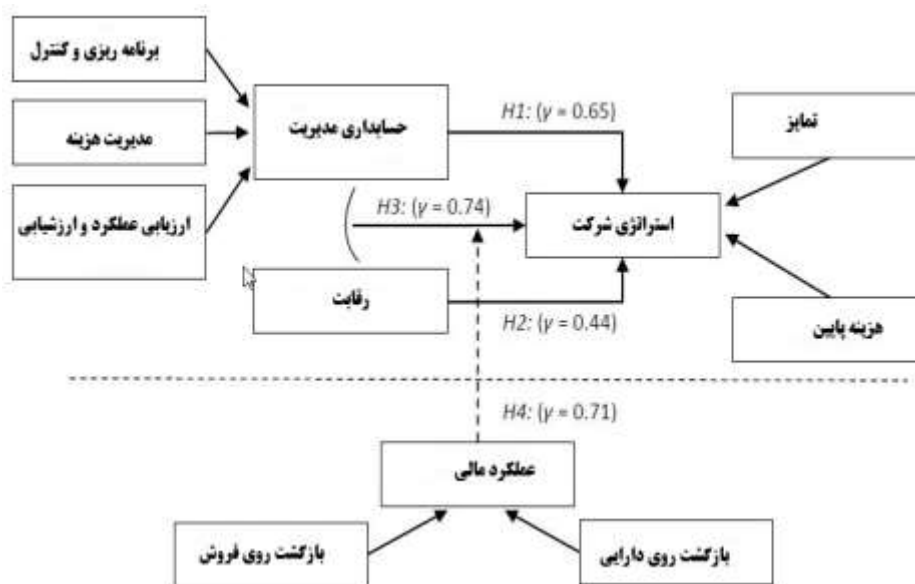 برنامه ریزی و کنترل
مدیریت هزینه
ارزیابی عملکرد و ارزشیابی
حسابداری مدیریت
رقابت
H1: (γ = 0.65)
H3: (γ = 0.74)
H2: (γ = 0.44)
استراتژی شرکت
تمایز
هزینه پایین
H4: (γ = 0.71)
عملکرد مالی
بازگشت روی فروش
بازگشت روی دارایی